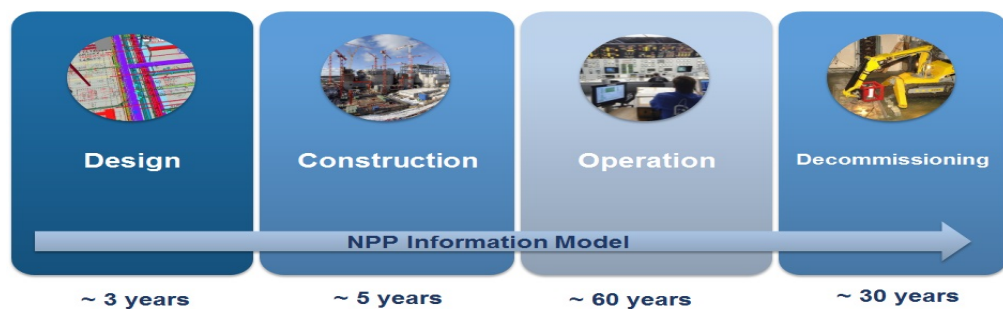 Design
Construction
Operation
Decommissioning
NPP Information Model
~ 3 years
~ 5 years
~ 60 years
~ 30 years